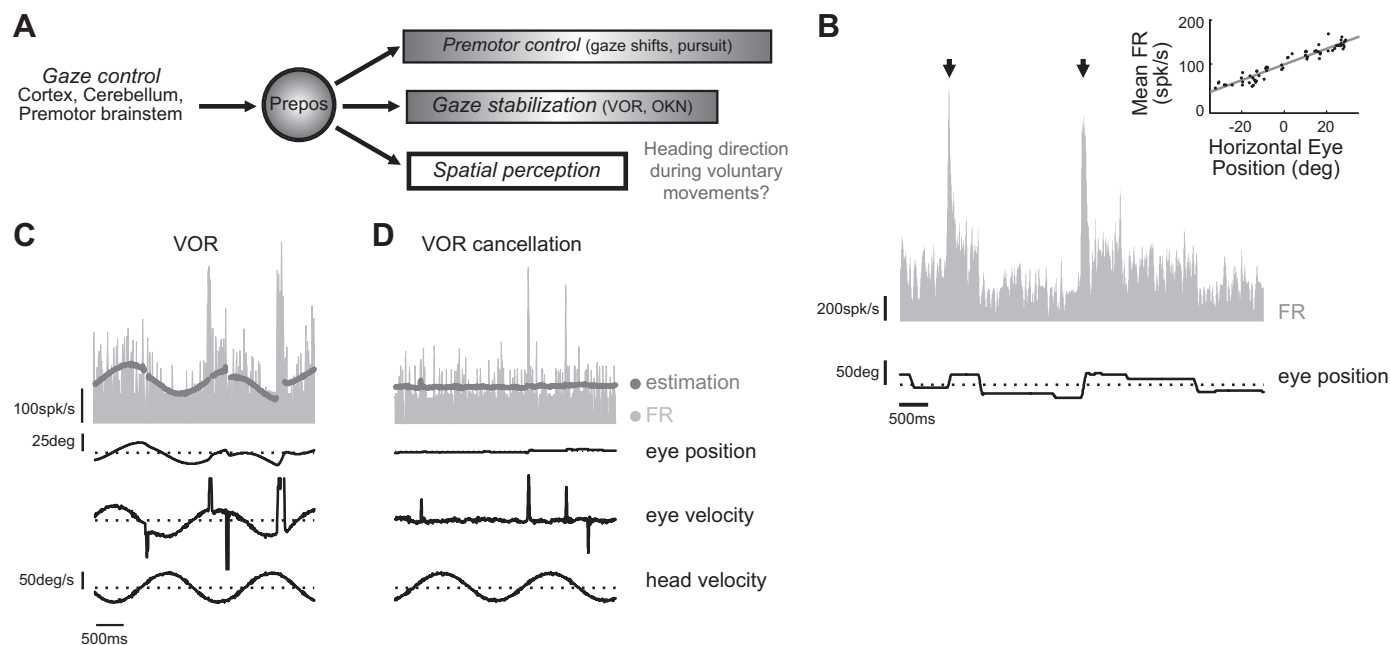 A
Gaze control
Cortex, Cerebellum,
Premotor brainstem
Prepos
Premotor control (gaze shifts, pursuit)
Gaze stabilization (VOR, OKN)
Spatial perception
Heading direction
during voluntary
movements?
B
Mean FR
(spk/s)
200
100
0
-20
0
20
Horizontal Eye
Position (deg)
200spk/s
FR
50deg
eye position
500ms
C
VOR
100spk/s
25deg
50deg/s
500ms
D
VOR cancellation
estimation
FR
eye position
eye velocity
head velocity